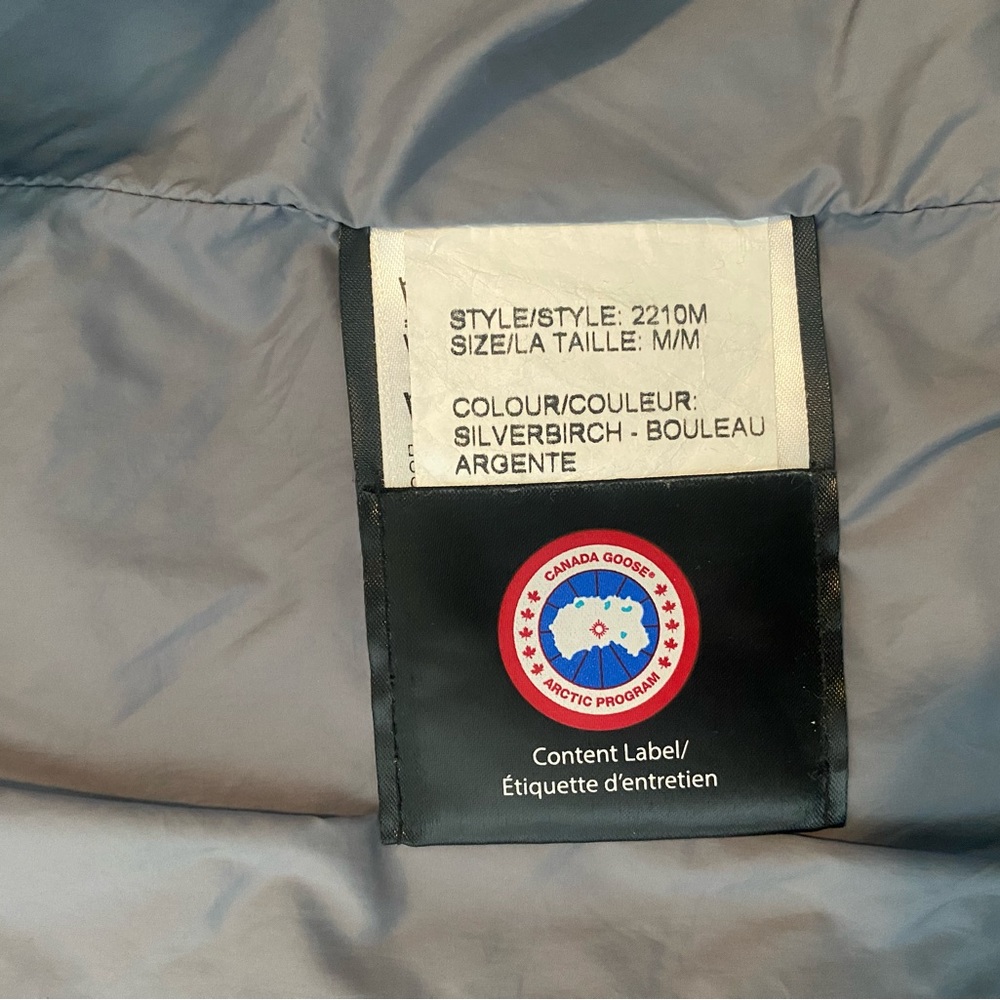 STYLE/STYLE: 2210M
SIZE/LA TAILLE: M/M
COLOUR/COULEUR:
SILVERBIRCH - BOULEAU
ARGENTE
CANADA GOOSE®
ARCTIC PROGRAM
Content Label/
Étiquette d'entretien